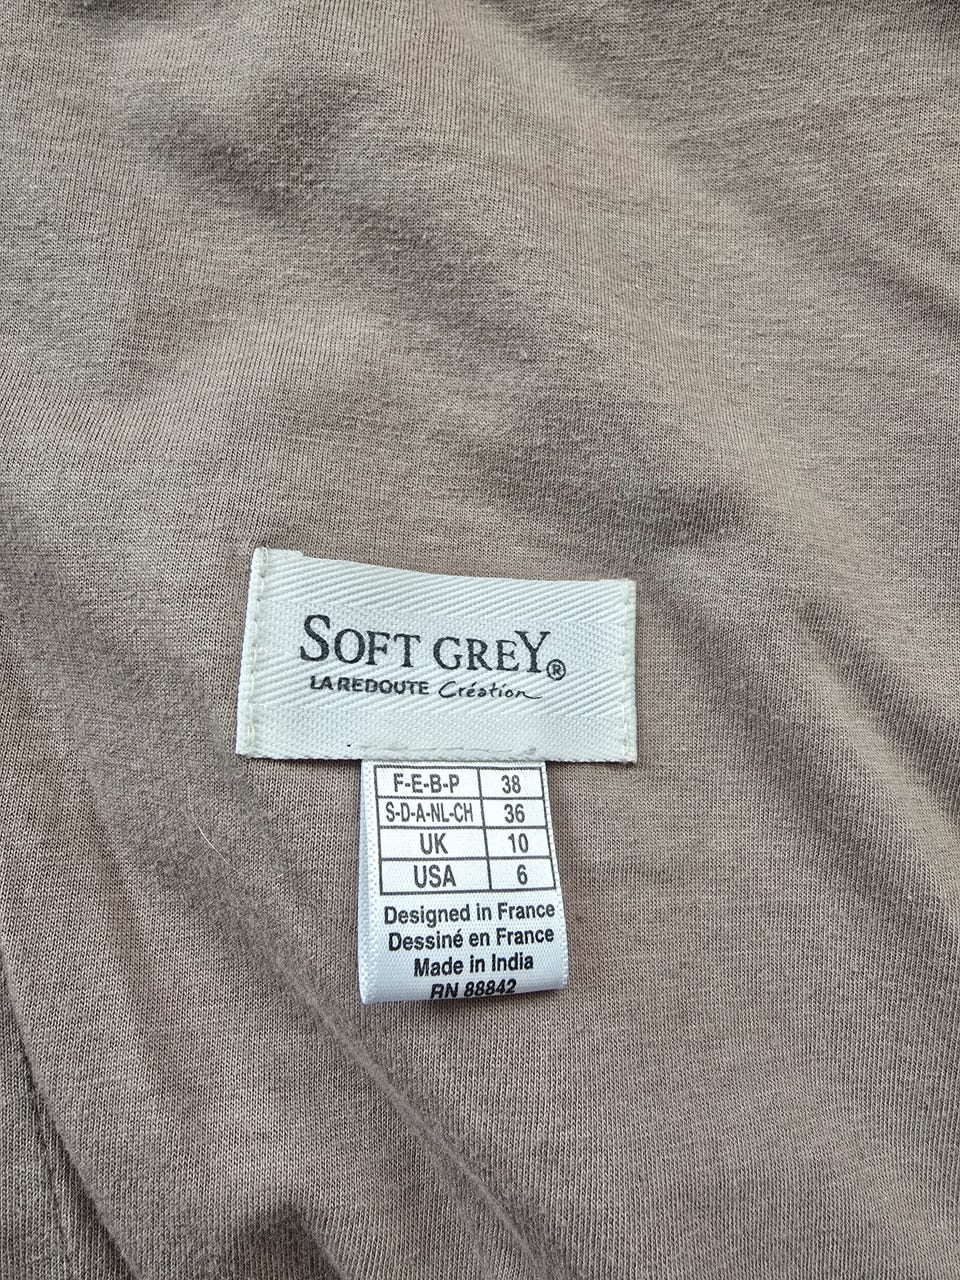 SOFT GREY®
LA REDOUTE Création
F-E-B-P 38
S-D-A-NL-CH 36
UK 10
USA 6
Designed in France
Dessiné en France
Made in India
RN 88842